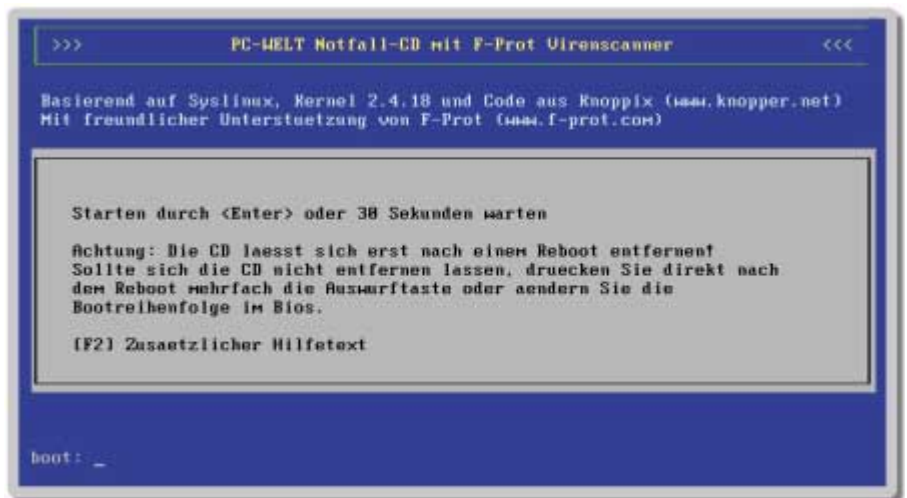 >>> PC-WELT Notfall-CD mit F-Prot Virenscanner <<<
Basierend auf Syslinux, Kernel 2.4.18 und Code aus Knoppix (www.knopper.net)
Mit freundlicher Unterstuetzung von F-Prot (www.f-prot.com)
Starten durch <Enter> oder 30 Sekunden warten
Achtung: Die CD laesst sich erst nach einem Reboot entfernen!
Sollte sich die CD nicht entfernen lassen, druecken Sie direkt nach
dem Reboot mehrfach die Auswurftaste oder aendern Sie die
Bootreihenfolge im Bios.
[F2] Zusaetzlicher Hilfetext
boot: _